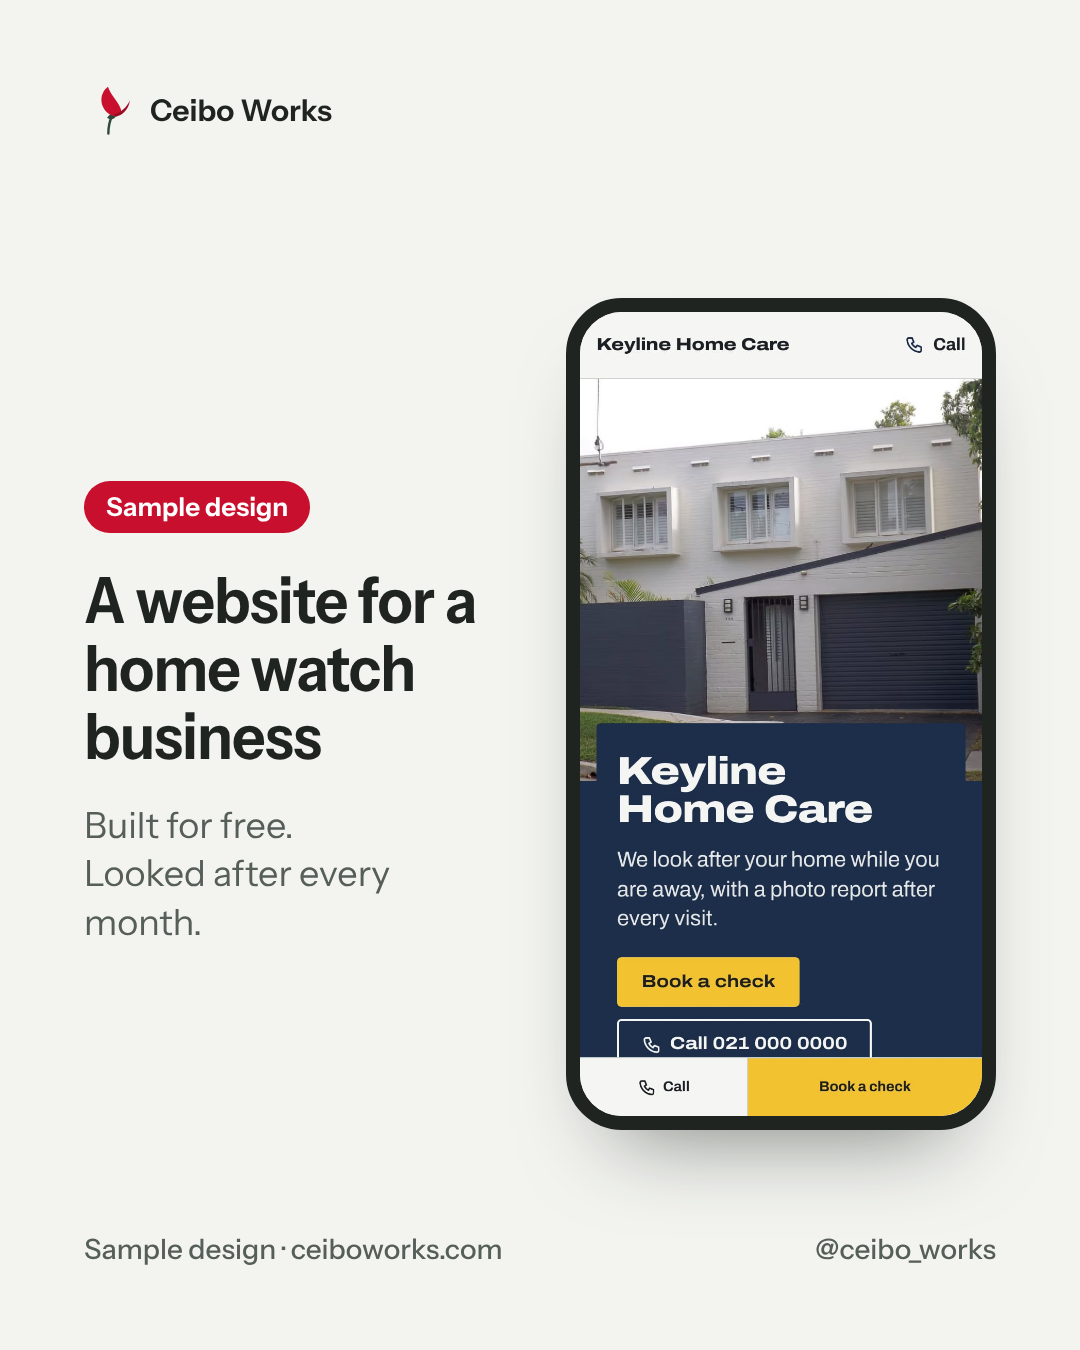 Ceibo Works
Sample design
A website for a
home watch
business
Built for free.
Looked after every
month.
Keyline Home Care
Call
Keyline
Home Care
We look after your home while you
are away, with a photo report after
every visit.
Book a check
Call 021 000 0000
Call
Book a check
Sample design · ceiboworks.com
@ceibo_works